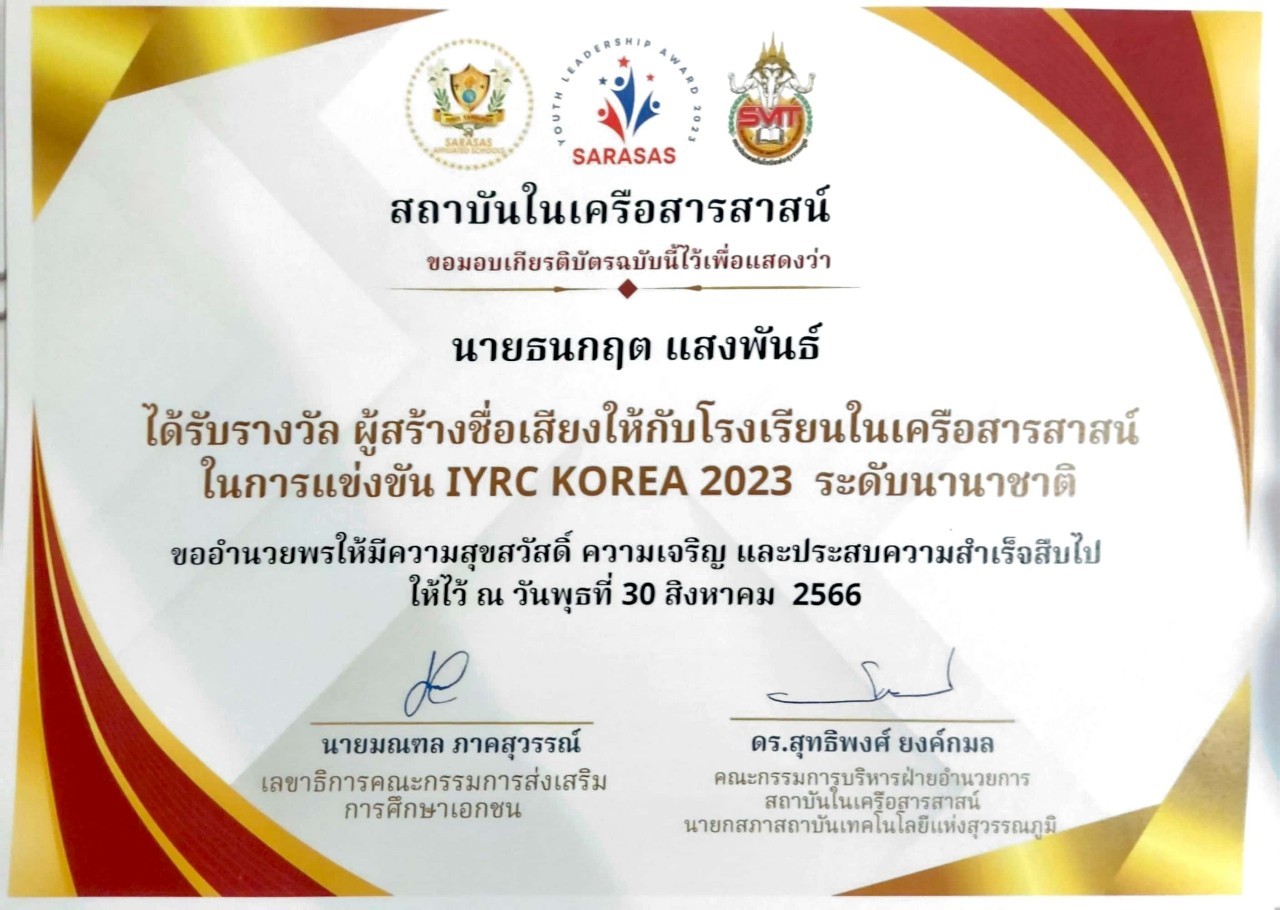 SARASAS
AFFILIATED SCHOOLS
YOUTH LEADERSHIP AWARD 2023
SARASAS
SVIT
สถาบันในเครือสารสาสน์
ขอมอบเกียรติบัตรฉบับนี้ไว้เพื่อแสดงว่า
นายธนกฤต แสงพันธ์
ได้รับรางวัล ผู้สร้างชื่อเสียงให้กับโรงเรียนในเครือสารสาสน์
ในการแข่งขัน IYRC KOREA 2023 ระดับนานาชาติ
ขออำนวยพรให้มีความสุขสวัสดิ์ ความเจริญ และประสบความสำเร็จสืบไป
ให้ไว้ ณ วันพุธที่ 30 สิงหาคม 2566
นายมณฑล ภาคสุวรรณ์
เลขาธิการคณะกรรมการส่งเสริม
การศึกษาเอกชน
ดร.สุทธิพงศ์ ยงค์กมล
คณะกรรมการบริหารฝ่ายอำนวยการ
สถาบันในเครือสารสาสน์
นายกสภาสถาบันเทคโนโลยีแห่งสุวรรณภูมิ